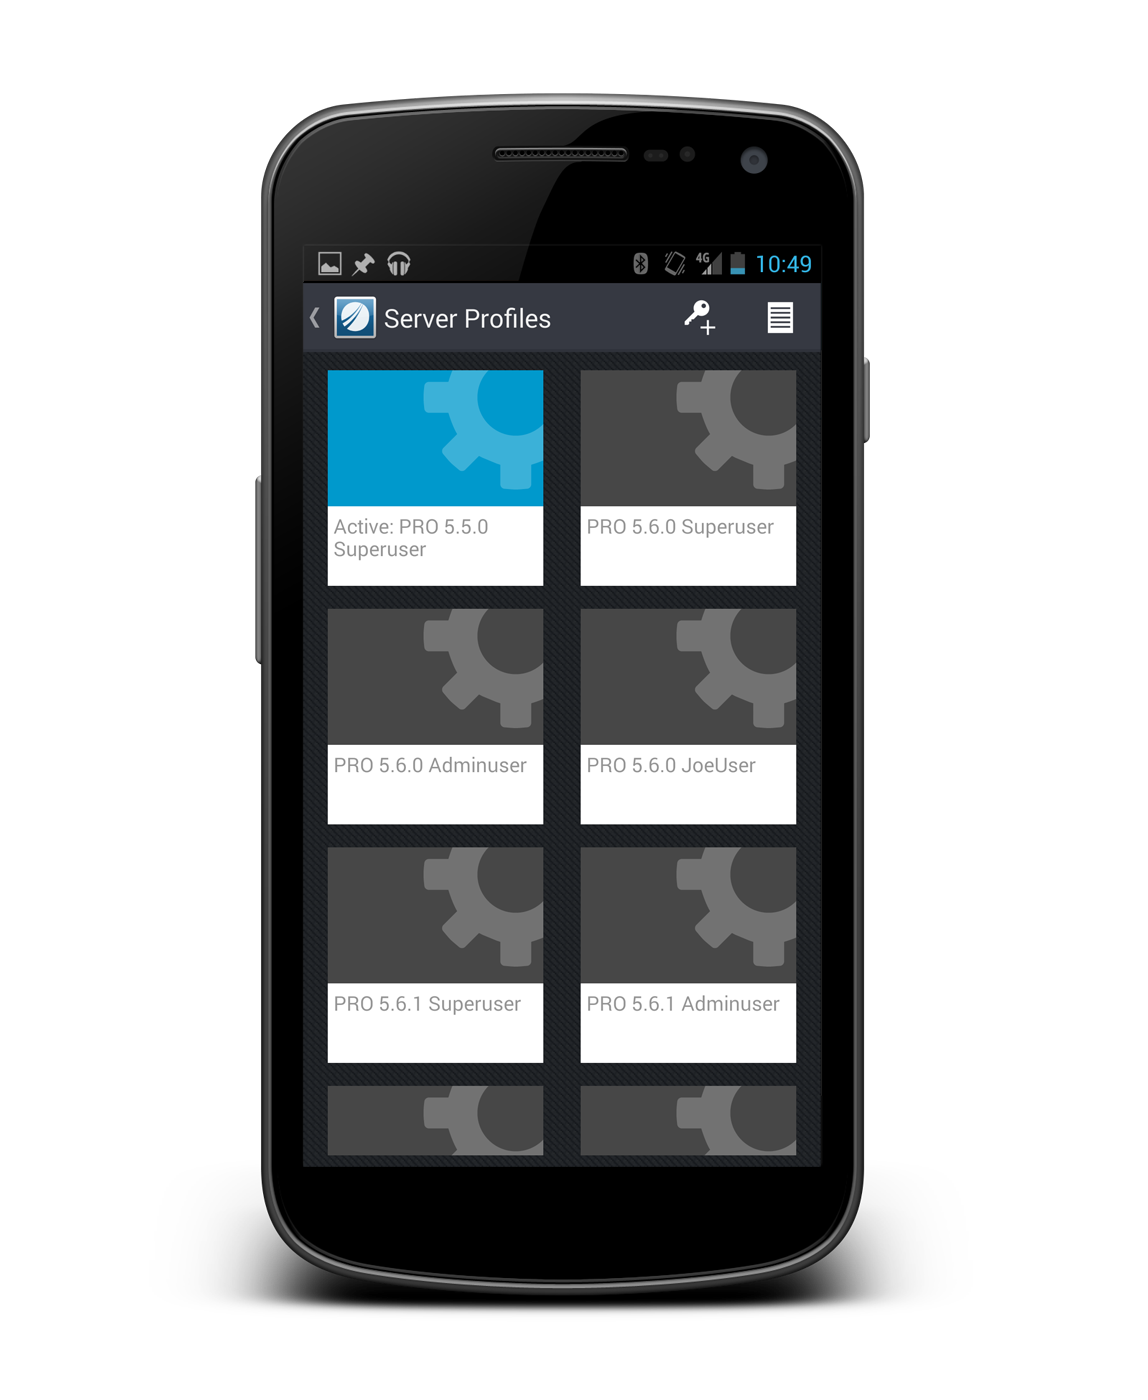 4G
10:49
Server Profiles
Active: PRO 5.5.0
Superuser
PRO 5.6.0 Superuser
PRO 5.6.0 Adminuser
PRO 5.6.0 JoeUser
PRO 5.6.1 Superuser
PRO 5.6.1 Adminuser